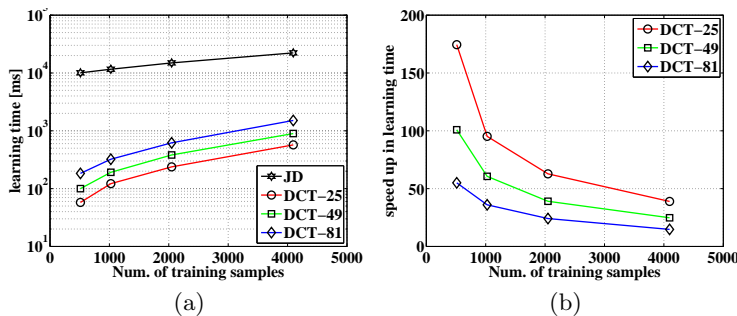 10^5
10^4
10^3
10^2
10^1
learning time [ms]
JD
DCT−25
DCT−49
DCT−81
0 1000 2000 3000 4000 5000
Num. of training samples
(a)
200
150
100
50
0
speed up in learning time
DCT−25
DCT−49
DCT−81
0 1000 2000 3000 4000 5000
Num. of training samples
(b)